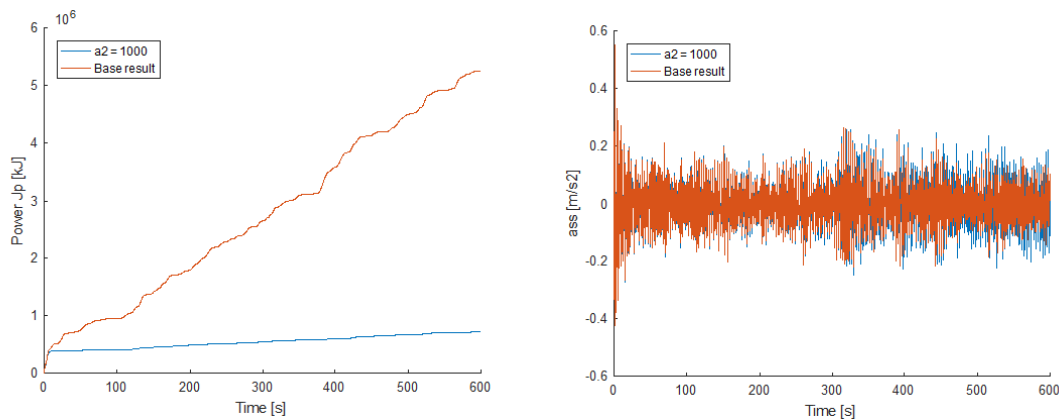 10^6
6
5
4
3
2
1
0
Power Jp [kJ]
a2 = 1000
Base result
0 100 200 300 400 500 600
Time [s]
0.6
0.4
0.2
0
-0.2
-0.4
-0.6
ass [m/s2]
a2 = 1000
Base result
0 100 200 300 400 500 600
Time [s]